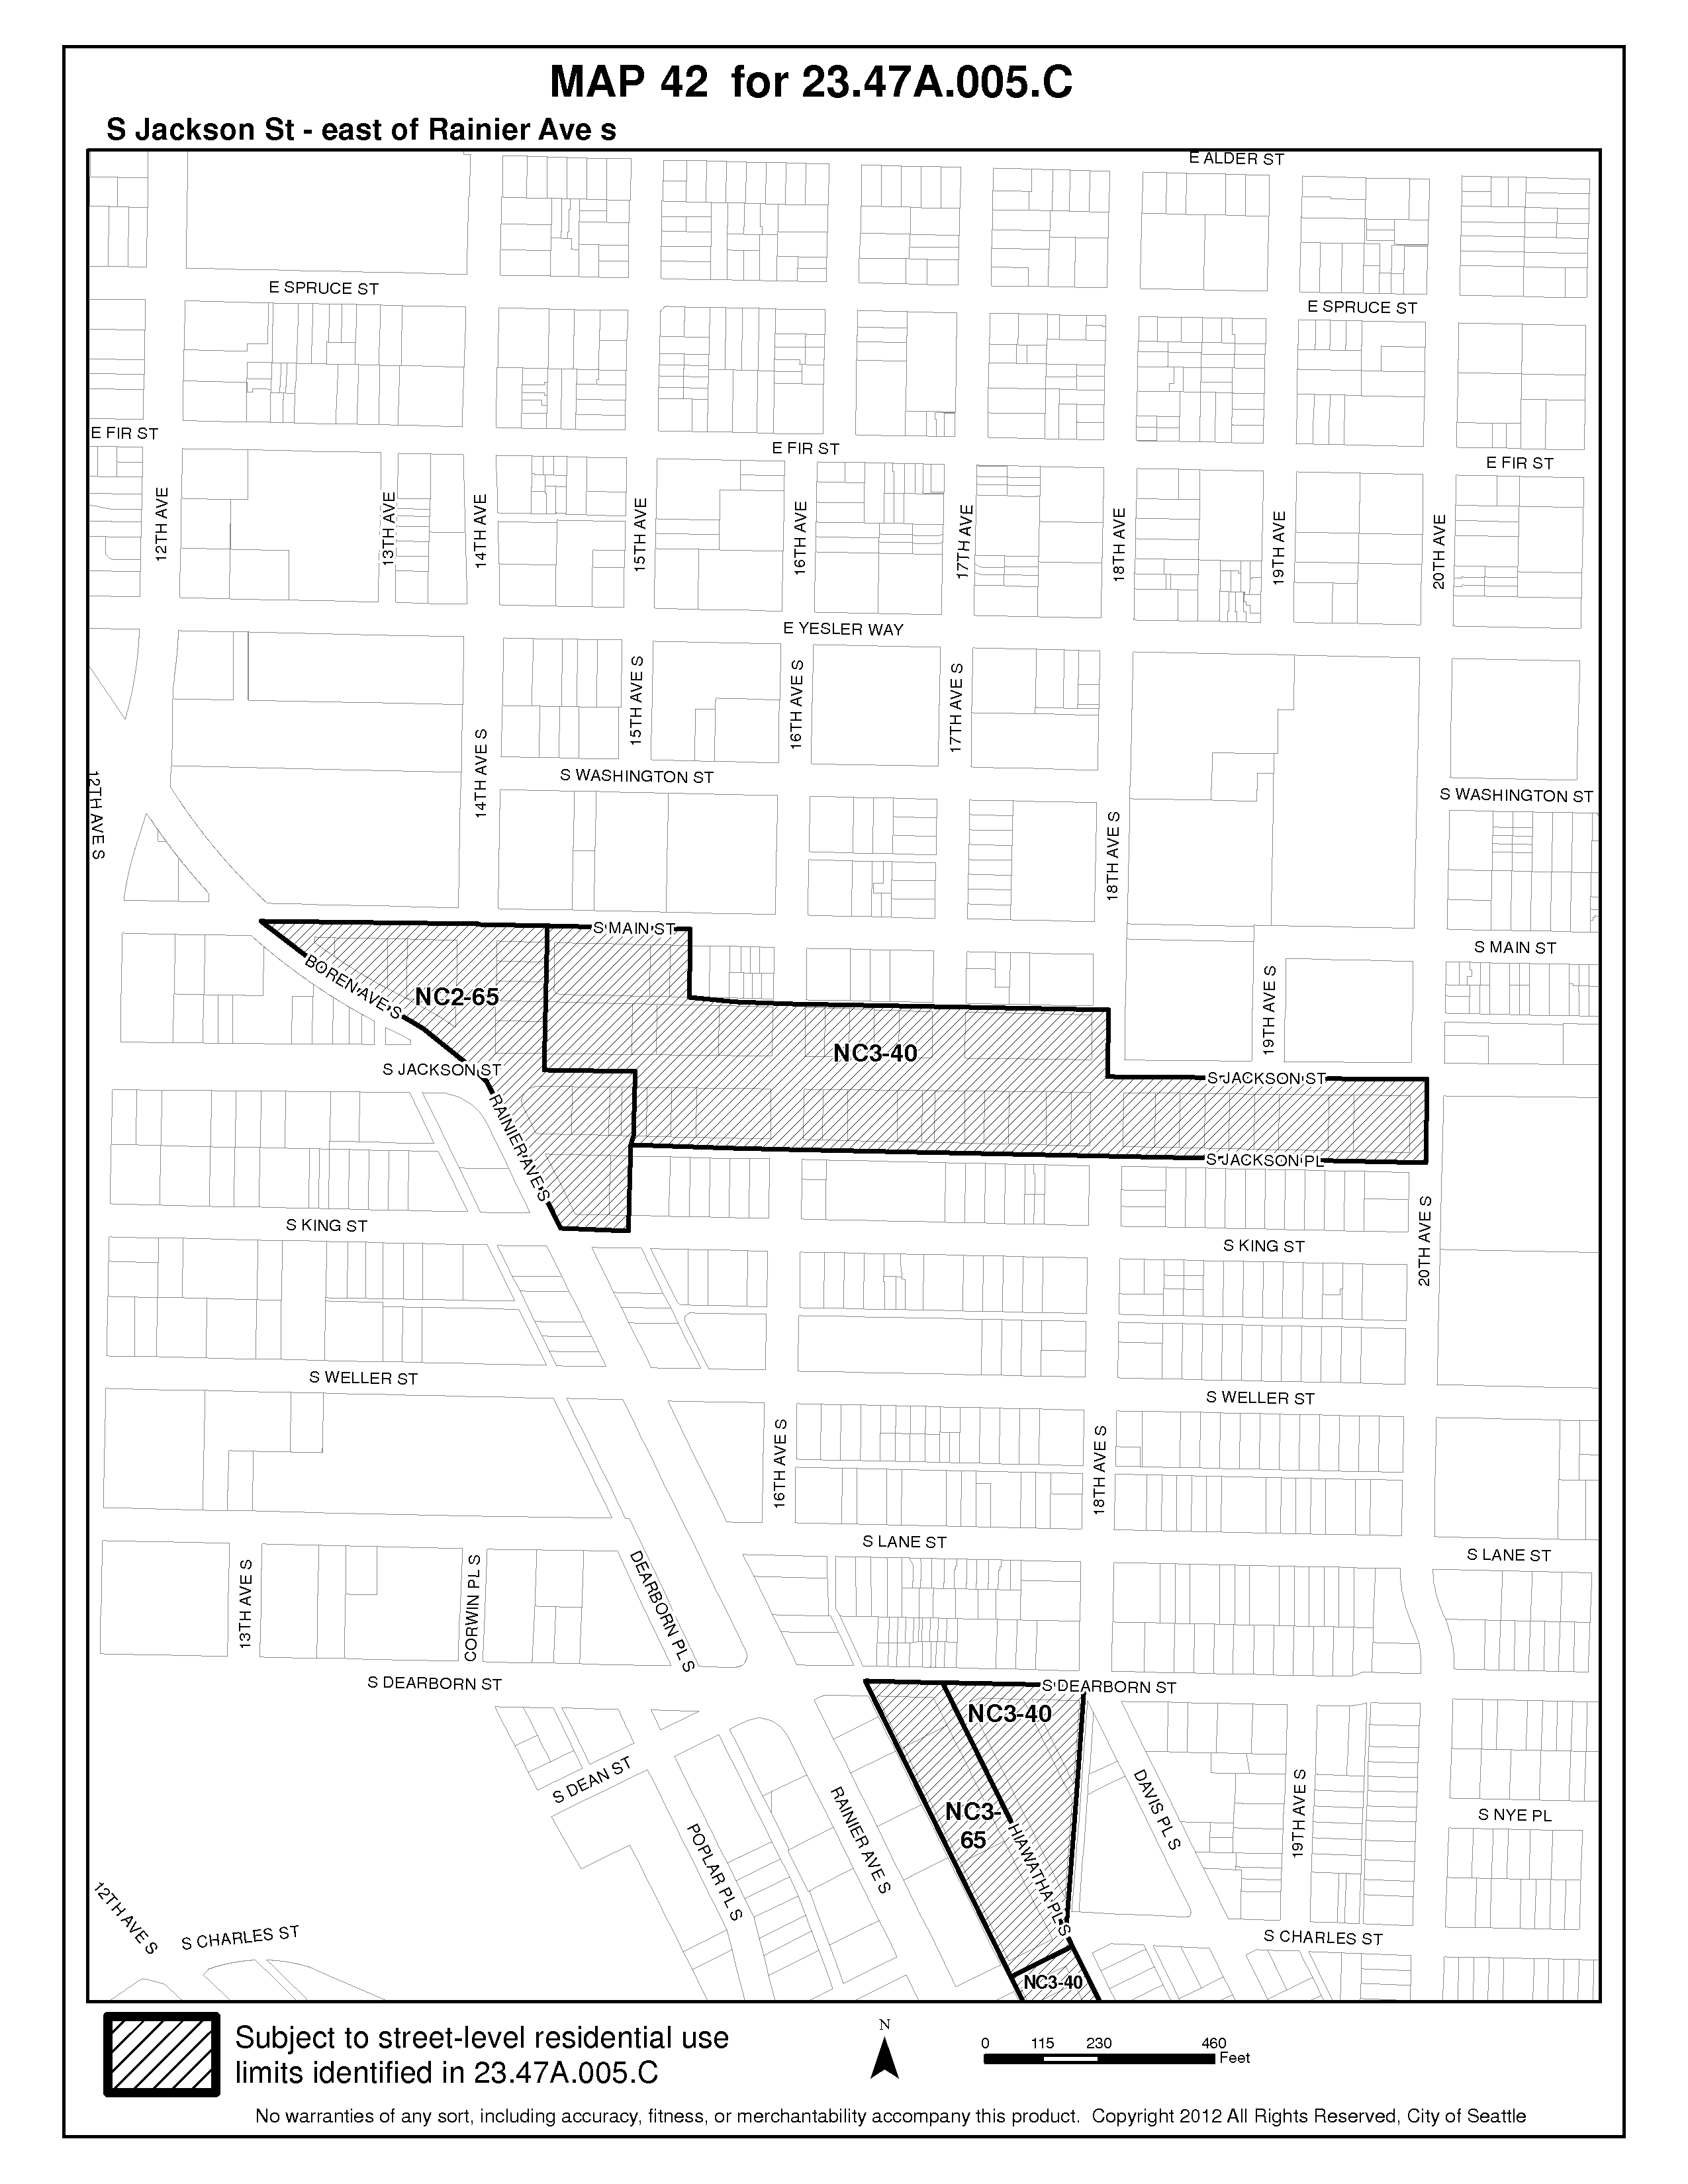 MAP 42 for 23.47A.005.C
S Jackson St - east of Rainier Ave s
E ALDER ST
E SPRUCE ST
E SPRUCE ST
E FIR ST
E FIR ST
E FIR ST
12TH AVE
13TH AVE
14TH AVE
15TH AVE
16TH AVE
17TH AVE
18TH AVE
19TH AVE
20TH AVE
E YESLER WAY
15TH AVE S
16TH AVE S
17TH AVE S
14TH AVE S
S WASHINGTON ST
S WASHINGTON ST
12TH AVE S
18TH AVE S
S MAIN ST
S MAIN ST
BOREN AVE S
NC2-65
19TH AVE S
NC3-40
S JACKSON ST
S JACKSON ST
RAINIER AVE S
S JACKSON PL
S KING ST
S KING ST
20TH AVE S
S WELLER ST
S WELLER ST
16TH AVE S
18TH AVE S
S LANE ST
S LANE ST
13TH AVE S
CORWIN PL S
DEARBORN PL S
S DEARBORN ST
S DEARBORN ST
NC3-40
S DEAN ST
DAVIS PL S
NC3-
65
HIAWATHA PL S
RAINIER AVE S
POPLAR PL S
19TH AVE S
S NYE PL
12TH AVE S
S CHARLES ST
S CHARLES ST
NC3-40
Subject to street-level residential use
limits identified in 23.47A.005.C
N
0 115 230 460
Feet
No warranties of any sort, including accuracy, fitness, or merchantability accompany this product. Copyright 2012 All Rights Reserved, City of Seattle